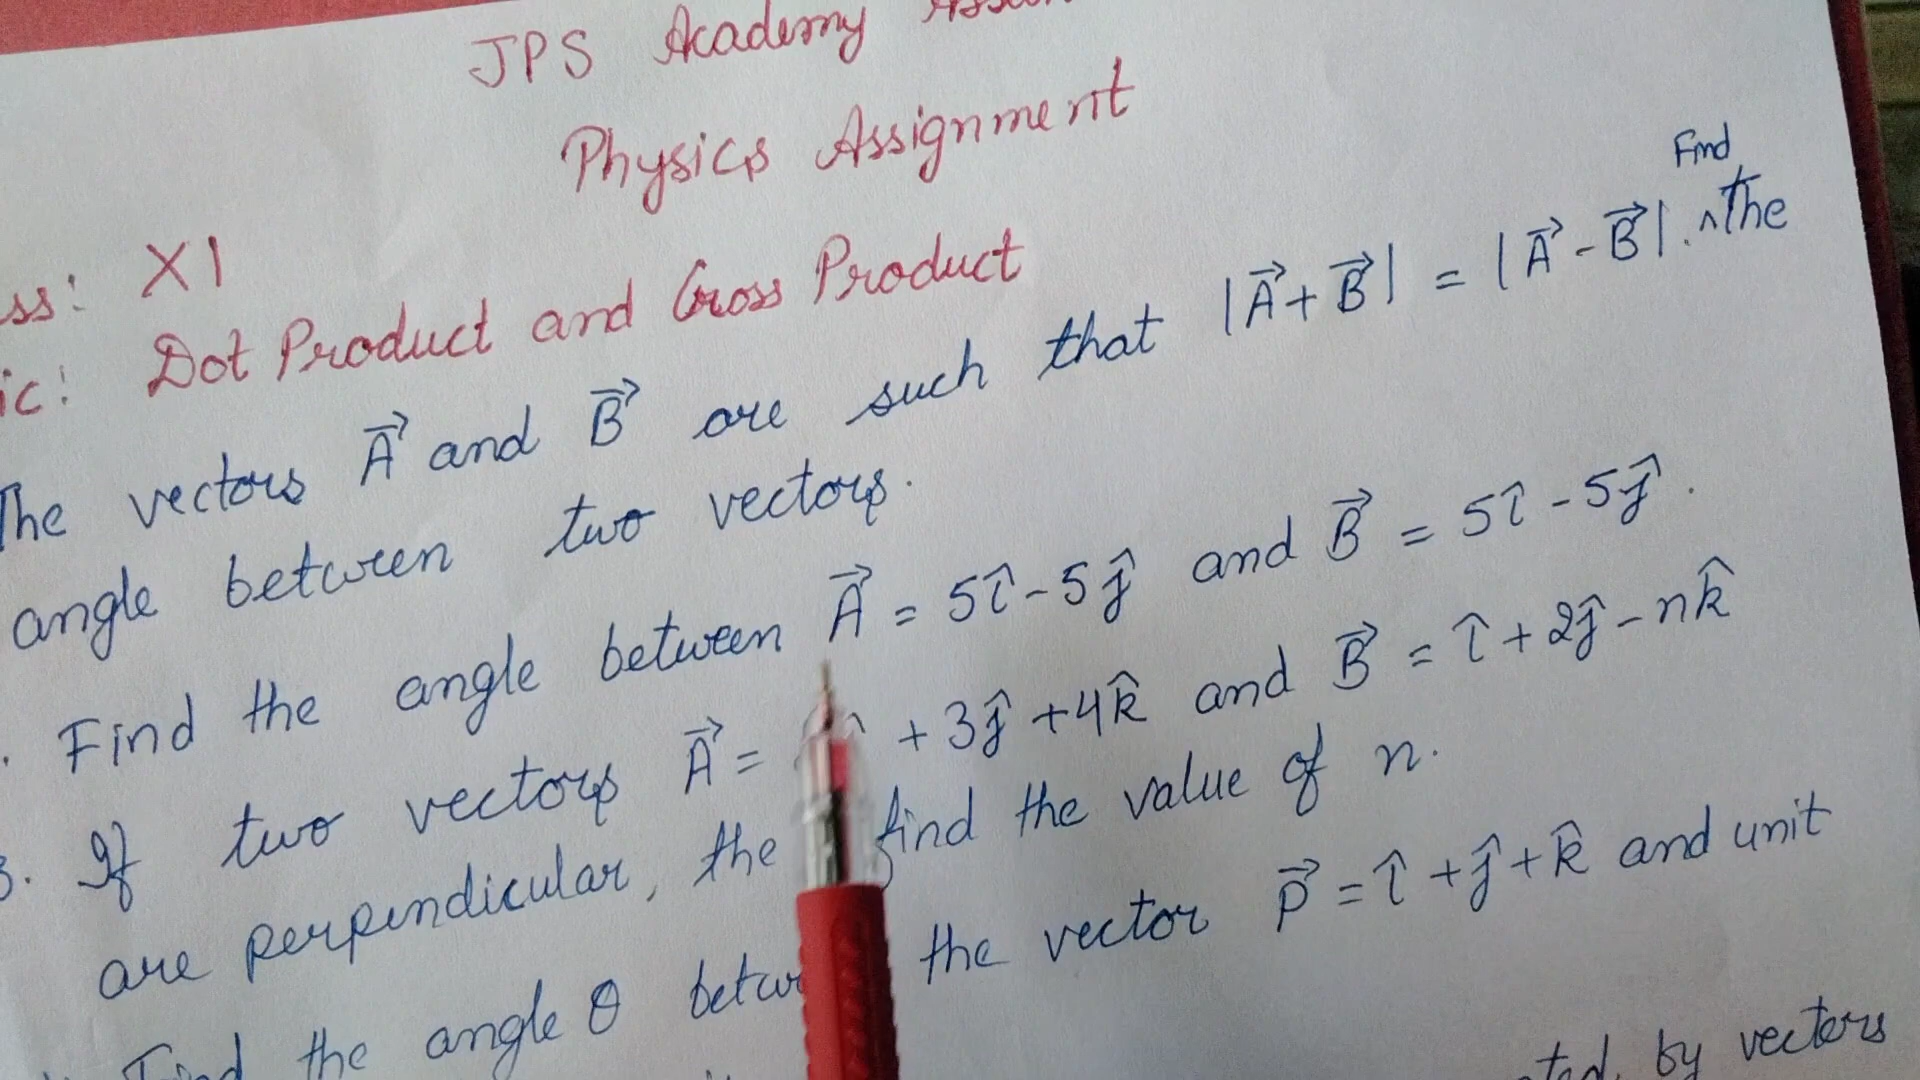 JPS Academy
Physics Assignment
XI
Dot Product and Cross Product
Find
The vectors A⃗ and B⃗ are such that |A⃗ + B⃗| = |A⃗ - B⃗|. ^ The
angle between two vectors.
Find the angle between A⃗ = 5î - 5ĵ and B⃗ = 5î - 5ĵ.
3. If two vectors A⃗ = + 3ĵ + 4k̂ and B⃗ = î + 2ĵ - nk̂
are perpendicular, the find the value of n.
Find the angle θ the vector P⃗ = î + ĵ + k̂ and unit
by vectors